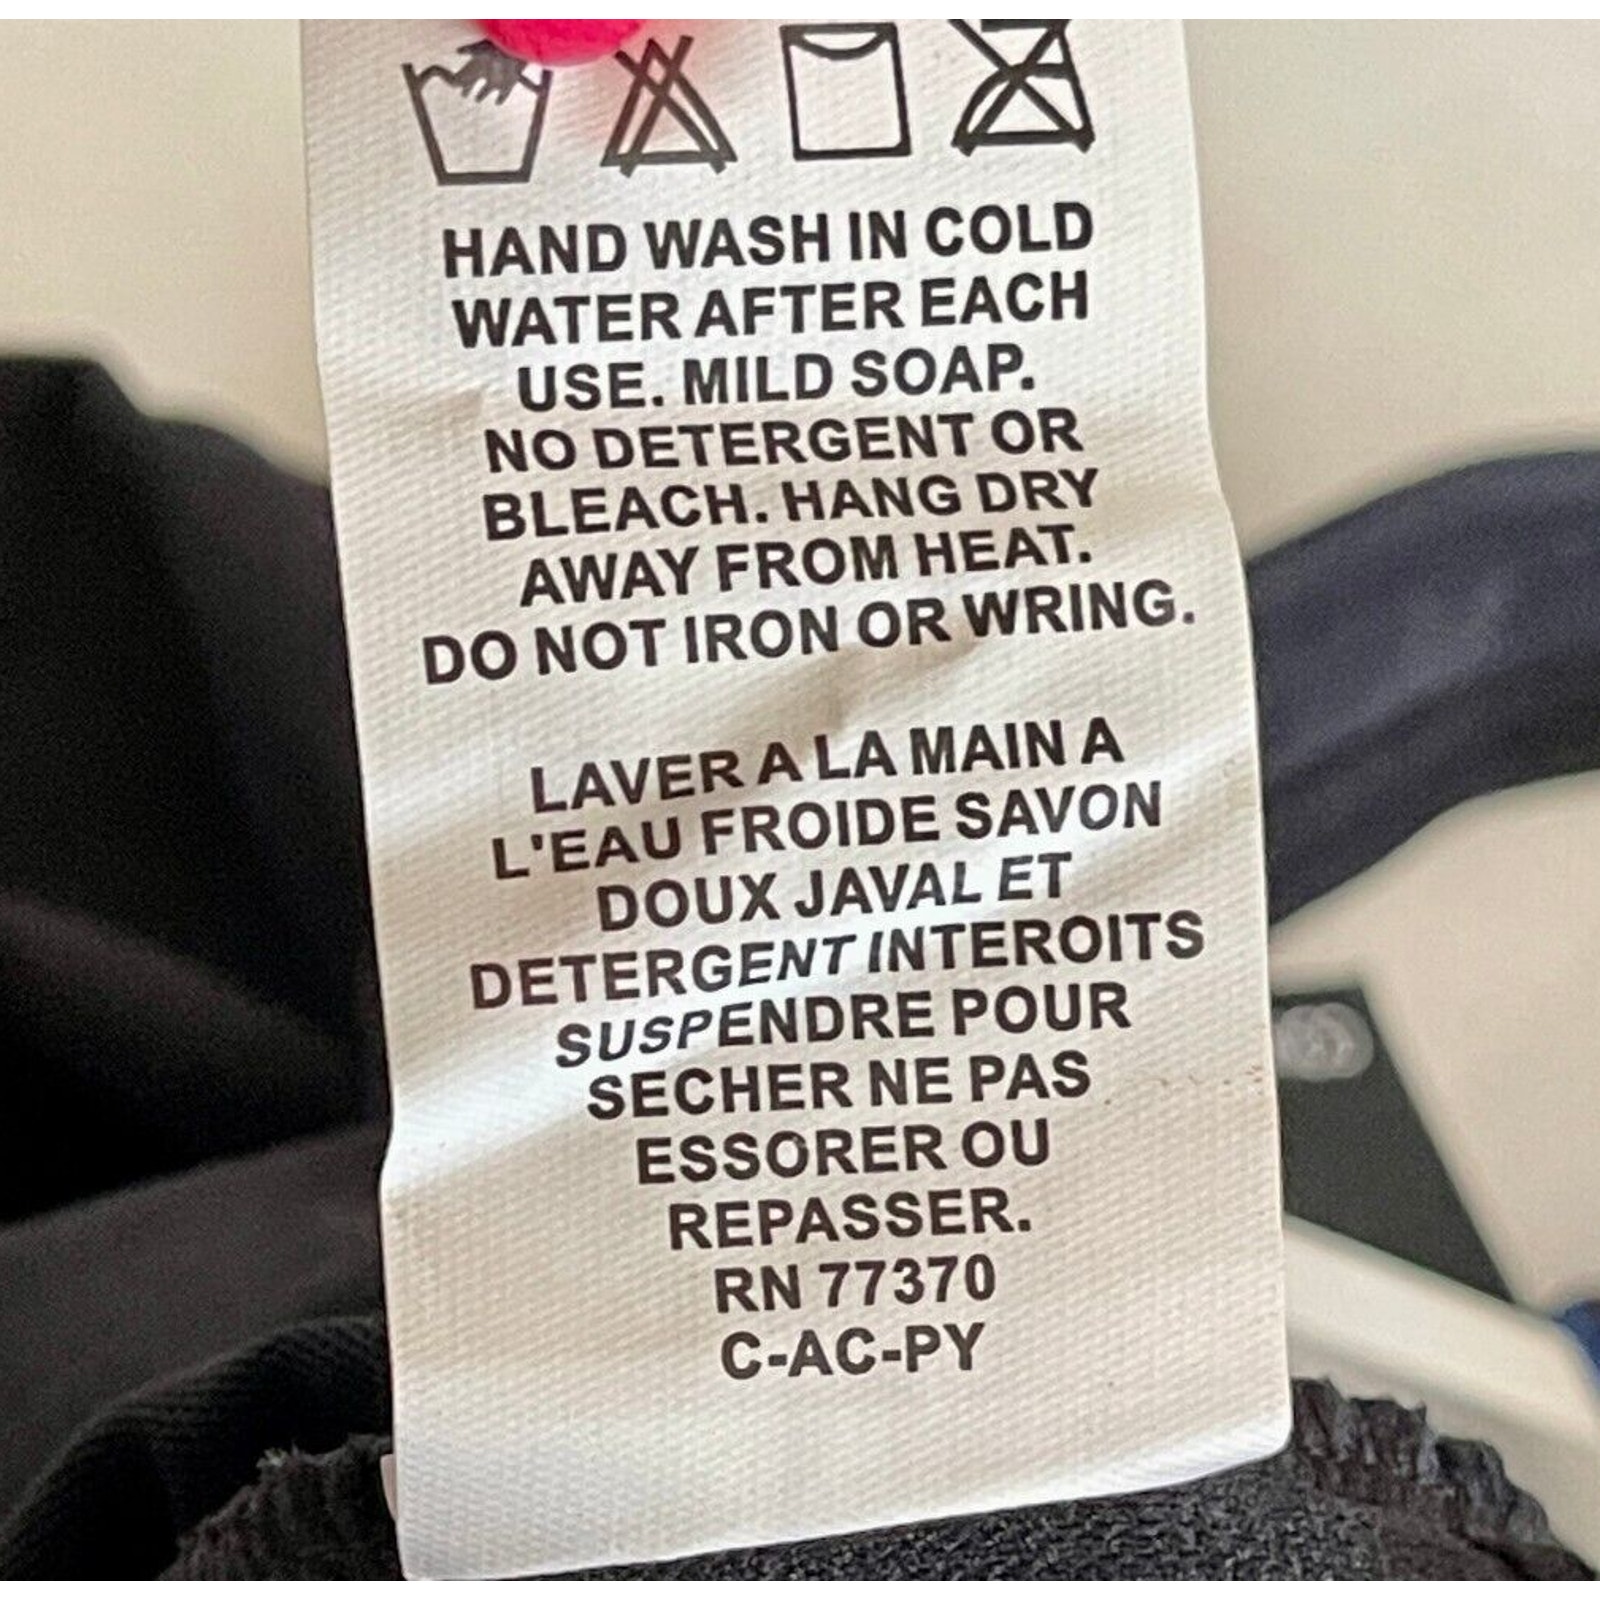 HAND WASH IN COLD
WATER AFTER EACH
USE. MILD SOAP.
NO DETERGENT OR
BLEACH. HANG DRY
AWAY FROM HEAT.
DO NOT IRON OR WRING.
LAVER A LA MAIN A
L'EAU FROIDE SAVON
DOUX JAVAL ET
DETERGENT INTEROITS
SUSPENDRE POUR
SECHER NE PAS
ESSORER OU
REPASSER.
RN 77370
C-AC-PY